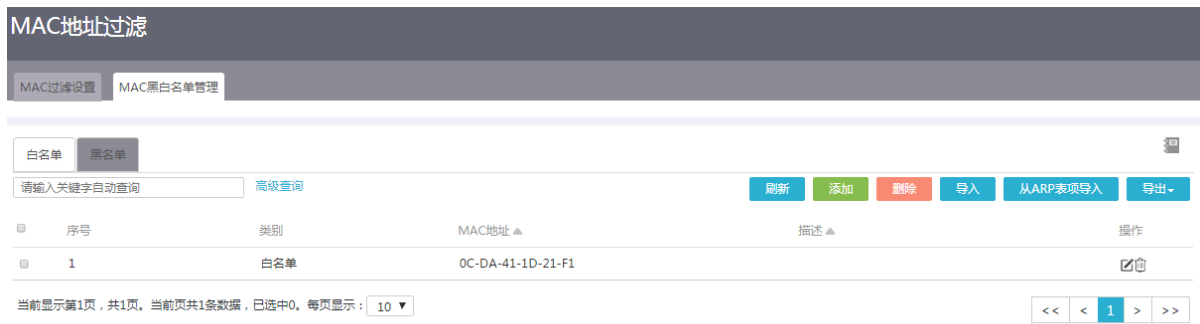 MAC地址过滤
MAC过滤设置 MAC黑白名单管理
白名单 黑名单
请输入关键字自动查询 高级查询 刷新 添加 删除 导入 从ARP表项导入 导出
序号 类别 MAC地址 描述 操作
1 白名单 0C-DA-41-1D-21-F1
当前显示第1页，共1页。当前页共1条数据，已选中0。每页显示： 10 << < 1 > >>